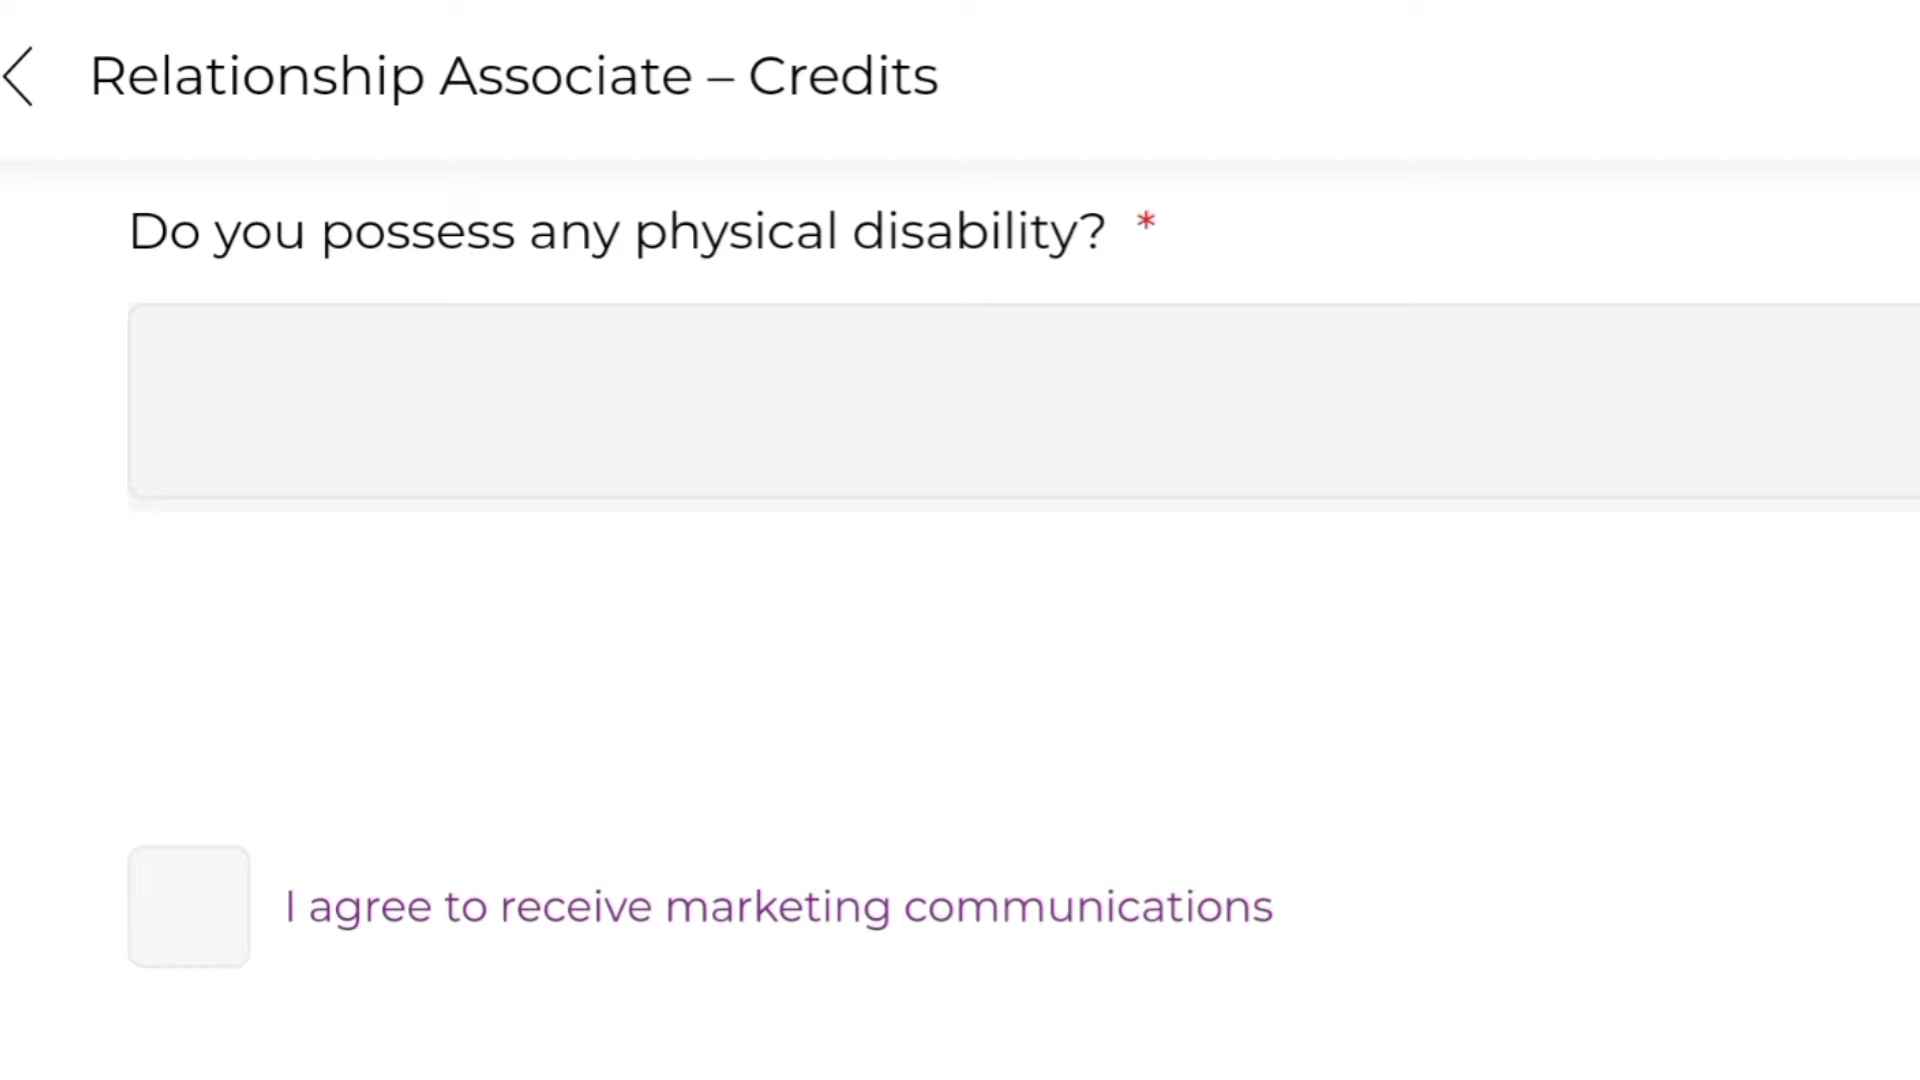 Relationship Associate – Credits
Do you possess any physical disability? *
I agree to receive marketing communications